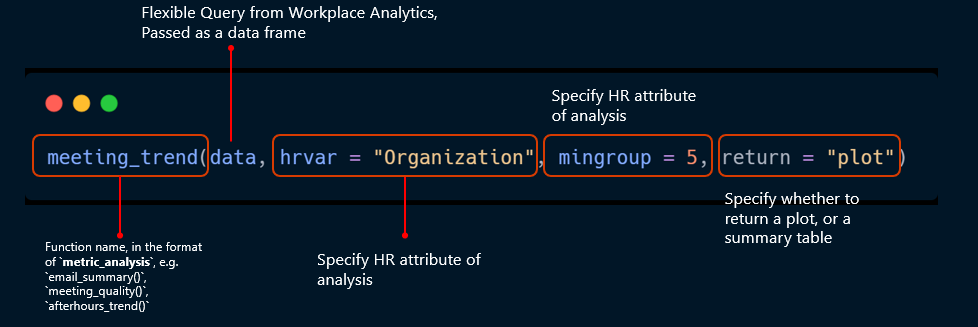 Flexible Query from Workplace Analytics,
Passed as a data frame
Specify HR attribute
of analysis
meeting_trend(data, hrvar = "Organization", mingroup = 5, return = "plot")
Function name, in the format
of `metric_analysis`, e.g.
`email_summary()`,
`meeting_quality()`,
`afterhours_trend()`
Specify HR attribute of
analysis
Specify whether to
return a plot, or a
summary table